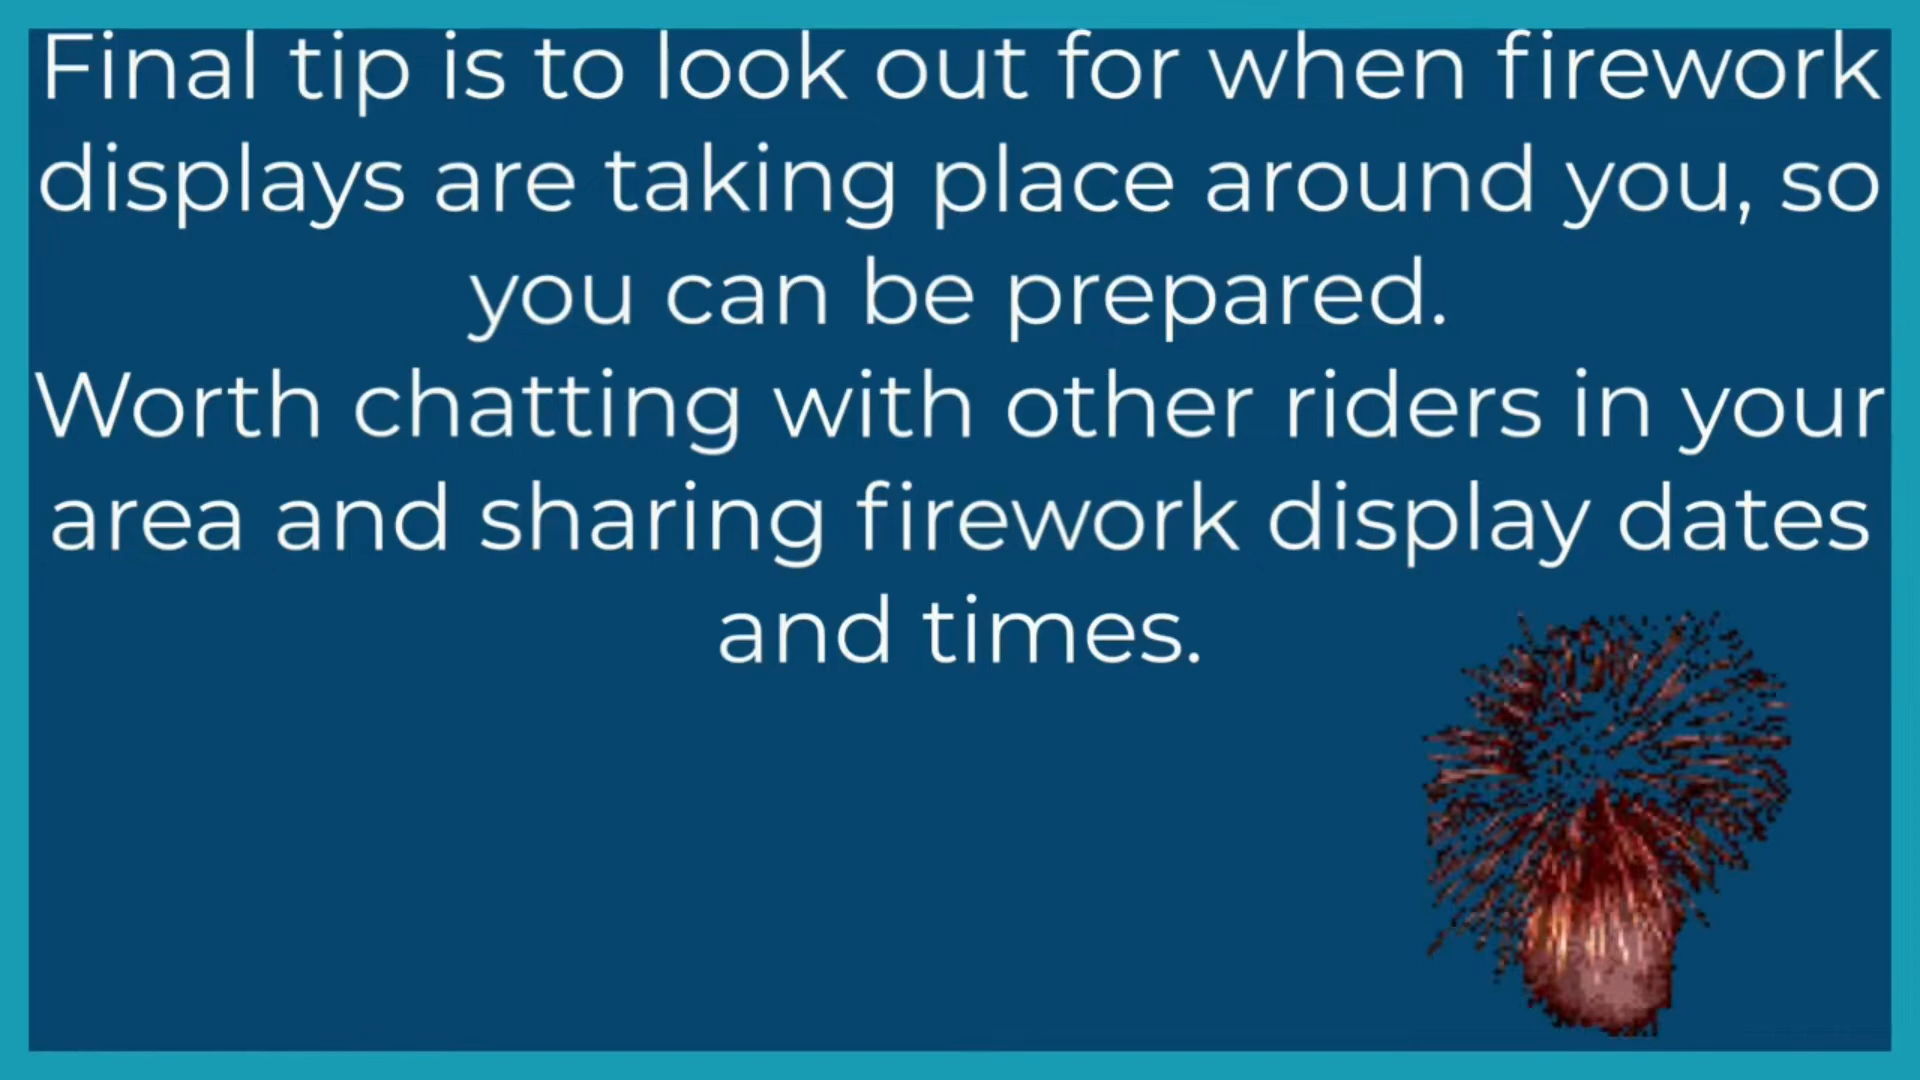 Final tip is to look out for when firework
displays are taking place around you, so
you can be prepared.
Worth chatting with other riders in your
area and sharing firework display dates
and times.